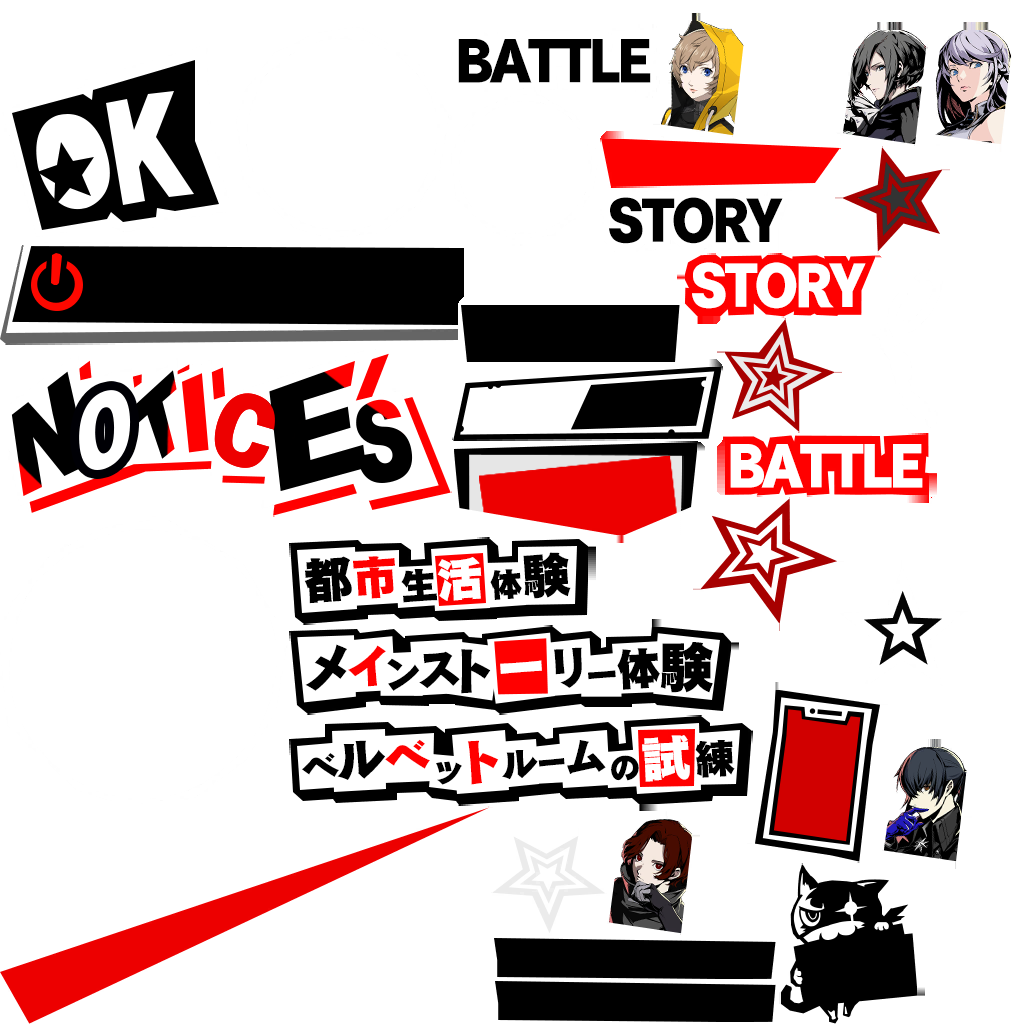 BATTLE
OK
STORY
STORY
NOTICES
BATTLE
都市生活体験
メインストーリー体験
ベルベットルームの試練